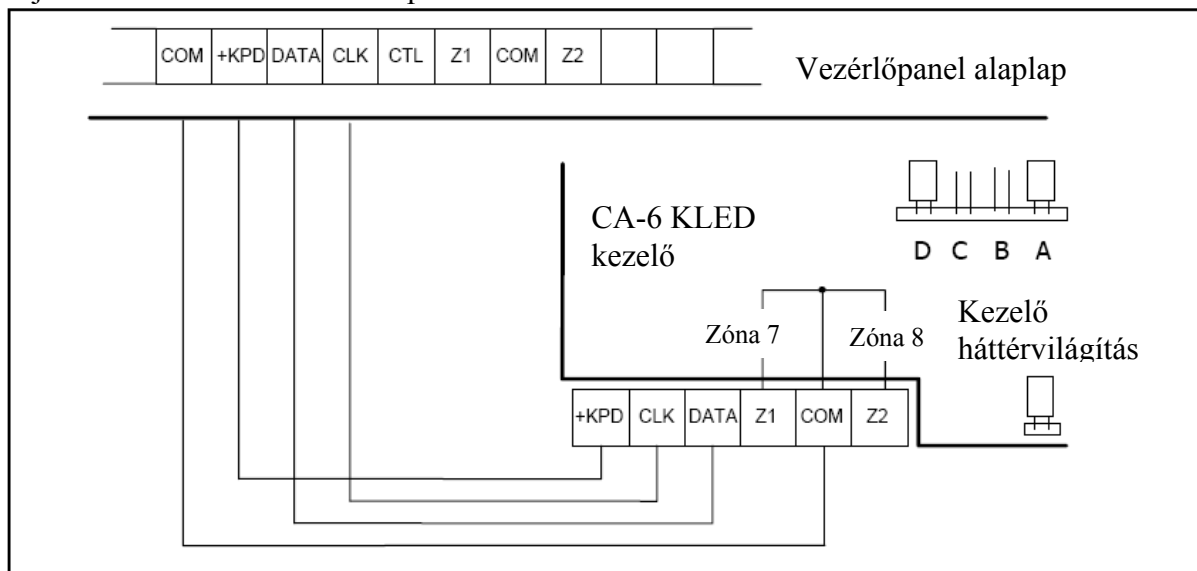 COM +KPD DATA CLK CTL Z1 COM Z2
Vezérlőpanel alaplap
CA-6 KLED
kezelő
D C B A
Zóna 7
Zóna 8
Kezelő
háttérvilágítás
+KPD CLK DATA Z1 COM Z2